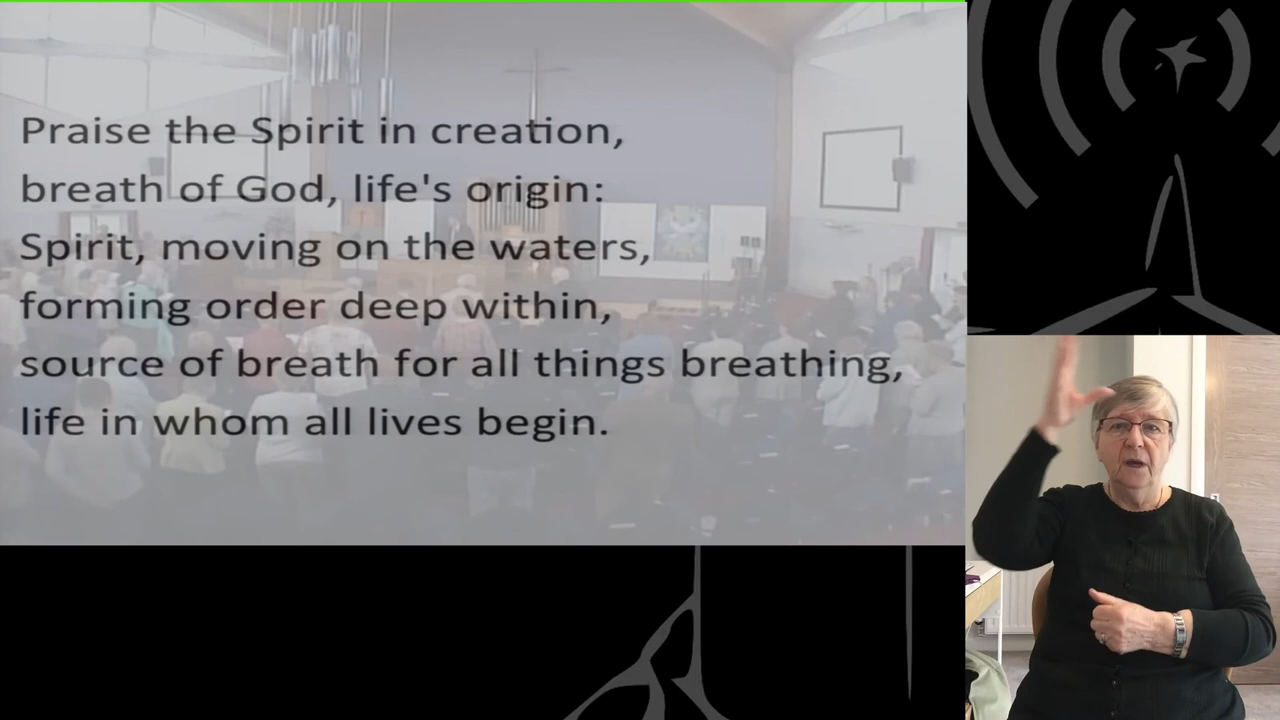 Praise the Spirit in creation,
breath of God, life's origin:
Spirit, moving on the waters,
forming order deep within,
source of breath for all things breathing,
life in whom all lives begin.